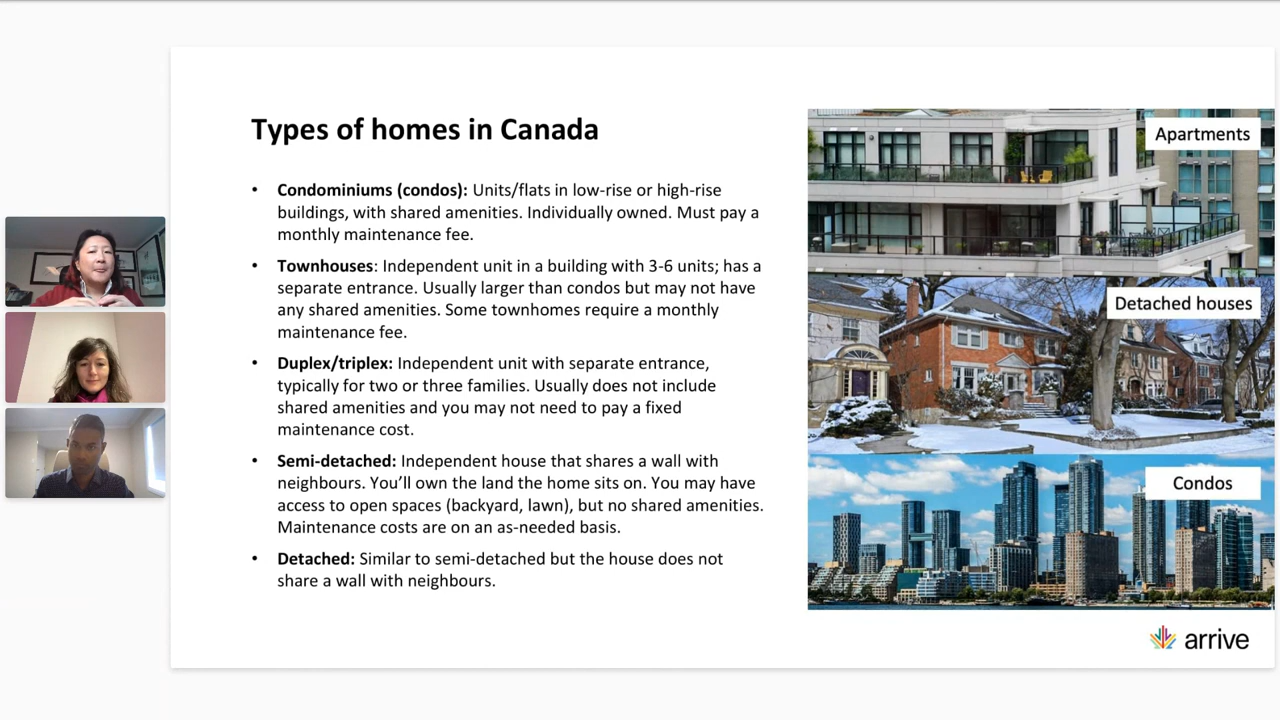 Types of homes in Canada
• Condominiums (condos): Units/flats in low-rise or high-rise
buildings, with shared amenities. Individually owned. Must pay a
monthly maintenance fee.
• Townhouses: Independent unit in a building with 3-6 units; has a
separate entrance. Usually larger than condos but may not have
any shared amenities. Some townhomes require a monthly
maintenance fee.
• Duplex/triplex: Independent unit with separate entrance,
typically for two or three families. Usually does not include
shared amenities and you may not need to pay a fixed
maintenance cost.
• Semi-detached: Independent house that shares a wall with
neighbours. You’ll own the land the home sits on. You may have
access to open spaces (backyard, lawn), but no shared amenities.
Maintenance costs are on an as-needed basis.
• Detached: Similar to semi-detached but the house does not
share a wall with neighbours.
Apartments
Detached houses
Condos
arrive